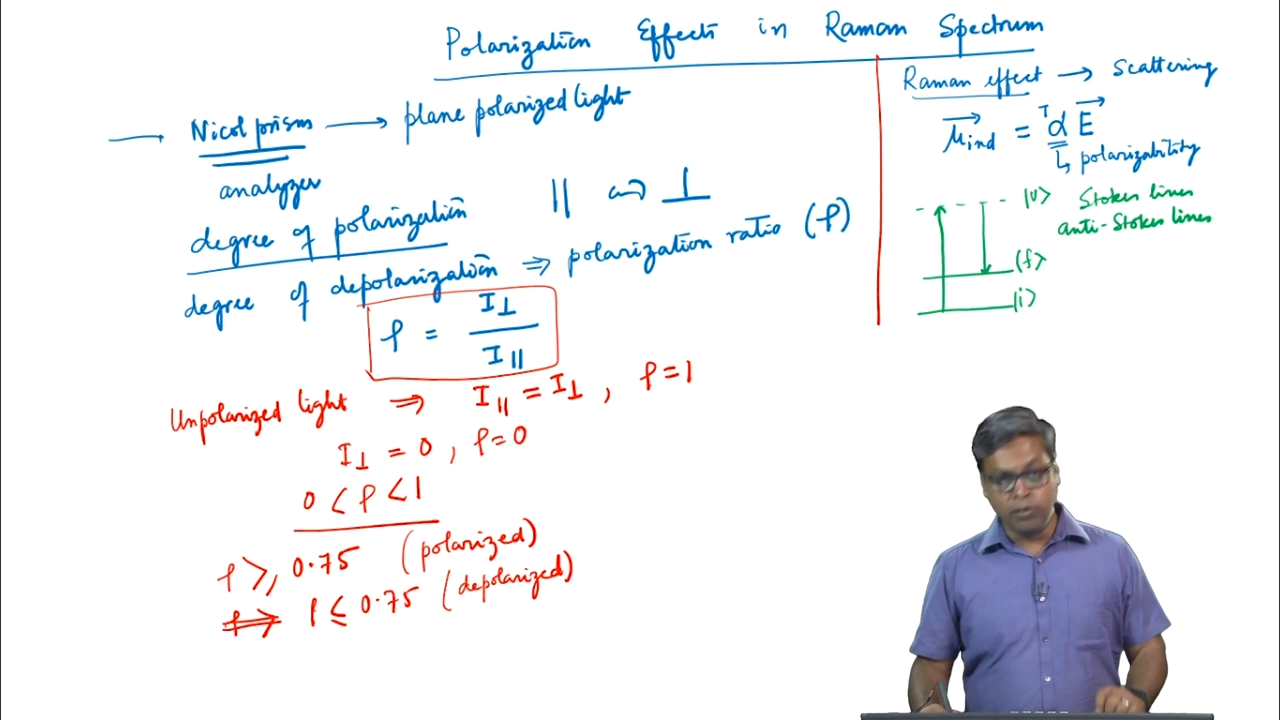 Polarization Effects in Raman Spectrum
→ Nicol prism → plane polarized light
analyzer
degree of polarization || and ⊥
degree of depolarization ⇒ polarization ratio (ρ)
ρ = I⊥ / I||
Unpolarized light ⇒ I|| = I⊥ , ρ=1
I⊥ = 0 , ρ=0
0 < ρ < 1
ρ ≥ 0.75 (polarized)
ρ ≤ 0.75 (depolarized)
Raman effect → Scattering
μind = α E
↳ polarizability
|v> Stokes lines
anti-Stokes lines
|f>
|i>